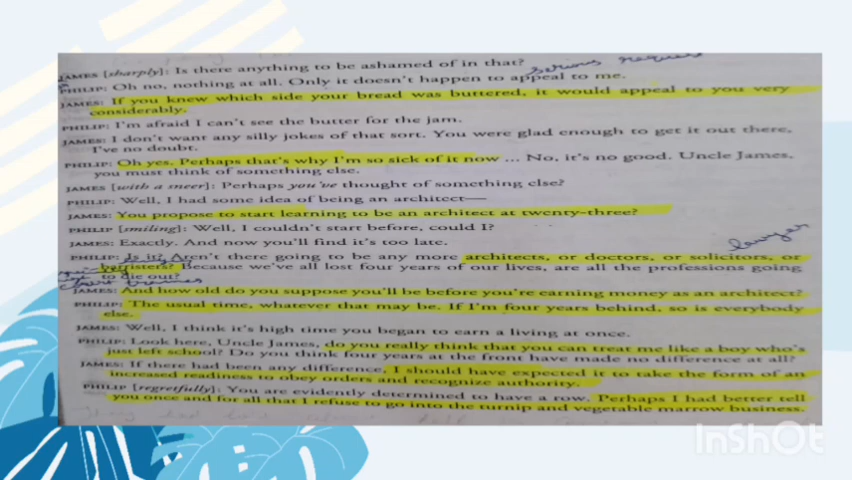 JAMES [sharply]: Is there anything to be ashamed of in that?
serious
PHILIP: Oh no, nothing at all. Only it doesn't happen to appeal to me.
JAMES: If you knew which side your bread was buttered, it would appeal to you very
considerably.
PHILIP: I'm afraid I can't see the butter for the jam.
JAMES: I don't want any silly jokes of that sort. You were glad enough to get it out there,
I've no doubt.
PHILIP: Oh yes. Perhaps that's why I'm so sick of it now ... No, it's no good. Uncle James,
you must think of something else.
JAMES [with a sneer]: Perhaps you've thought of something else?
PHILIP: Well, I had some idea of being an architect—
JAMES: You propose to start learning to be an architect at twenty-three?
PHILIP [smiling]: Well, I couldn't start before, could I?
JAMES: Exactly. And now you'll find it's too late.
lawyer
PHILIP: Is it? Aren't there going to be any more architects, or doctors, or solicitors, or
barristers? Because we've all lost four years of our lives, are all the professions going
to die out?
JAMES: And how old do you suppose you'll be before you're earning money as an architect?
PHILIP: The usual time, whatever that may be. If I'm four years behind, so is everybody
else.
JAMES: Well, I think it's high time you began to earn a living at once.
PHILIP: Look here, Uncle James, do you really think that you can treat me like a boy who's
just left school? Do you think four years at the front have made no difference at all?
JAMES: If there had been any difference, I should have expected it to take the form of an
increased readiness to obey orders and recognize authority.
PHILIP [regretfully]: You are evidently determined to have a row. Perhaps I had better tell
you once and for all that I refuse to go into the turnip and vegetable marrow business.
InShOt